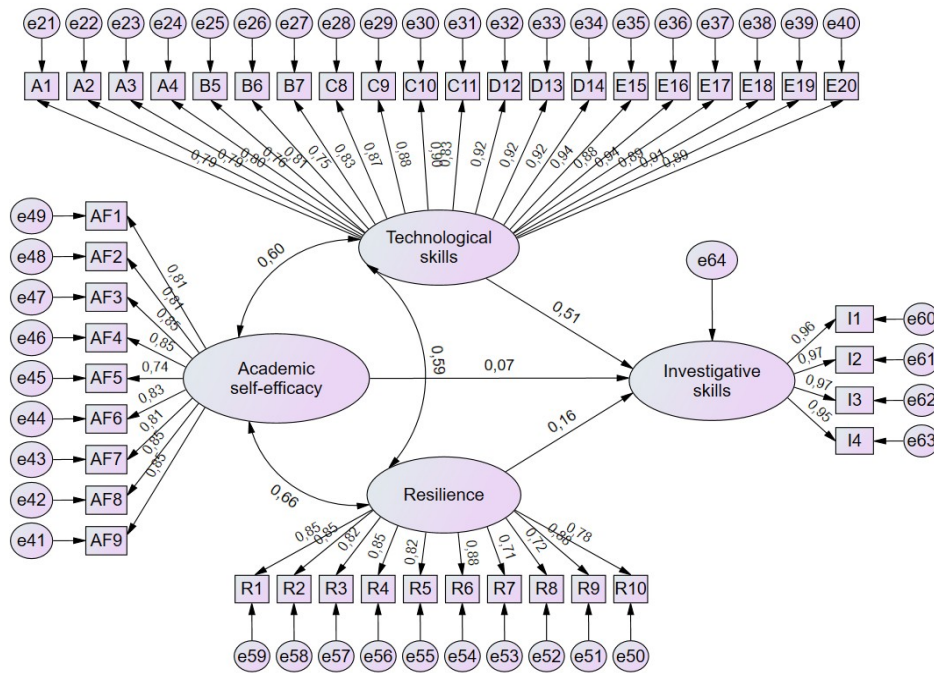 e21 e22 e23 e24 e25 e26 e27 e28 e29 e30 e31 e32 e33 e34 e35 e36 e37 e38 e39 e40
A1 A2 A3 A4 B5 B6 B7 C8 C9 C10 C11 D12 D13 D14 E15 E16 E17 E18 E19 E20
0,79 0,79 0,80 0,76 0,81 0,75 0,83 0,87 0,88 0,83 0,92 0,92 0,92 0,94 0,88 0,94 0,89 0,91 0,89
e49 AF1
e48 AF2
e47 AF3
e46 AF4
e45 AF5
e44 AF6
e43 AF7
e42 AF8
e41 AF9
0,81
0,81
0,85
0,85
0,74
0,83
0,81
0,85
0,85
Technological
skills
0,60
0,59
0,51
e64
Academic
self-efficacy
0,07
Investigative
skills
0,96 I1 e60
0,97 I2 e61
0,97 I3 e62
0,95 I4 e63
0,16
0,66
Resilience
0,85 0,85 0,82 0,85 0,82 0,88 0,71 0,72 0,88 0,78
R1 R2 R3 R4 R5 R6 R7 R8 R9 R10
e59 e58 e57 e56 e55 e54 e53 e52 e51 e50